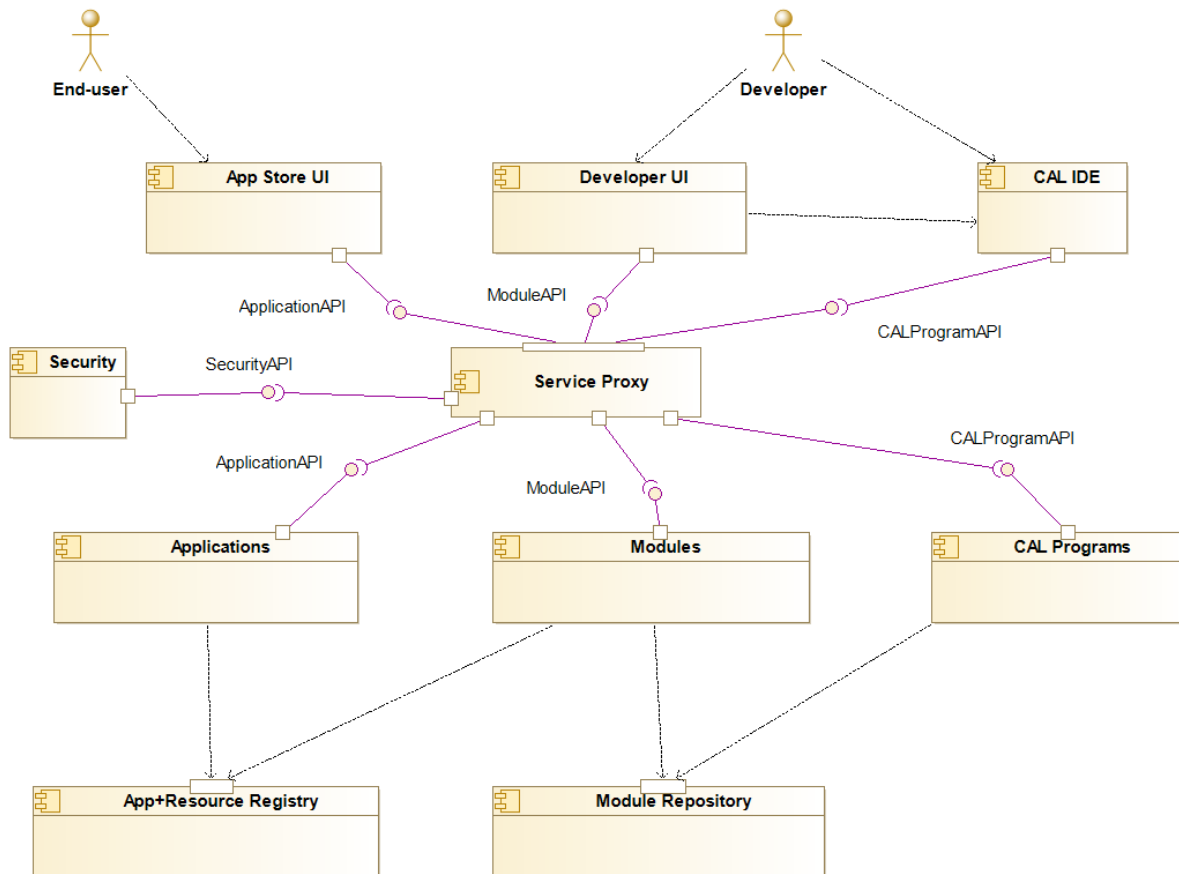 End-user
Developer
App Store UI
Developer UI
CAL IDE
ApplicationAPI
ModuleAPI
CALProgramAPI
Security
SecurityAPI
Service Proxy
ApplicationAPI
ModuleAPI
CALProgramAPI
Applications
Modules
CAL Programs
App+Resource Registry
Module Repository